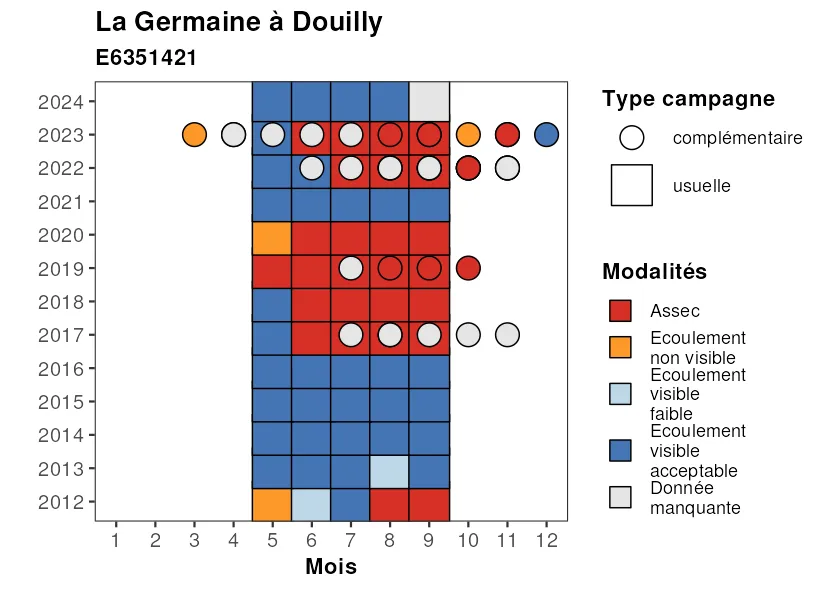 La Germaine à Douilly
E6351421
2024
2023
2022
2021
2020
2019
2018
2017
2016
2015
2014
2013
2012
1 2 3 4 5 6 7 8 9 10 11 12
Mois
Type campagne
complémentaire
usuelle
Modalités
Assec
Ecoulement
non visible
Ecoulement
visible
faible
Ecoulement
visible
acceptable
Donnée
manquante